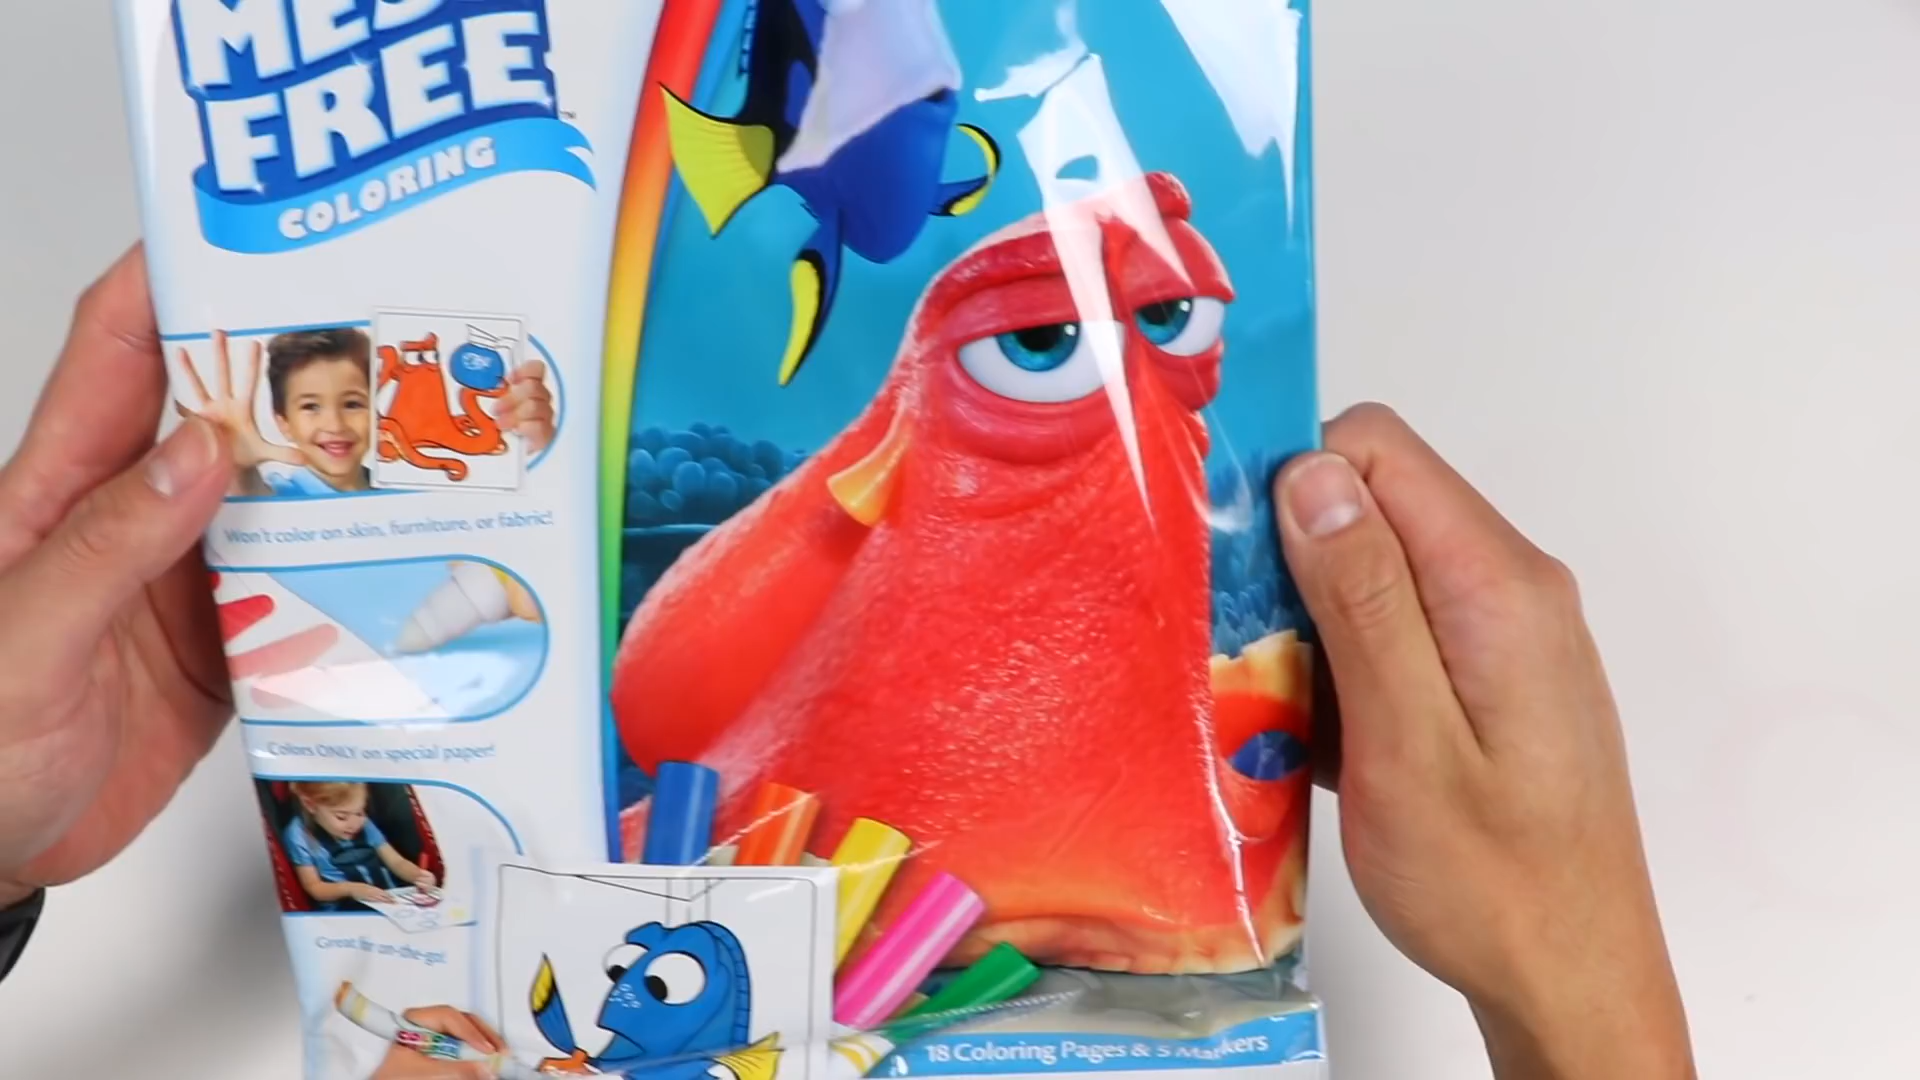 FREE
COLORING
Won't color on skin, furniture, or fabric!
Colors ONLY on special paper!
Great for on-the-go!
18 Coloring Pages & 5 Markers